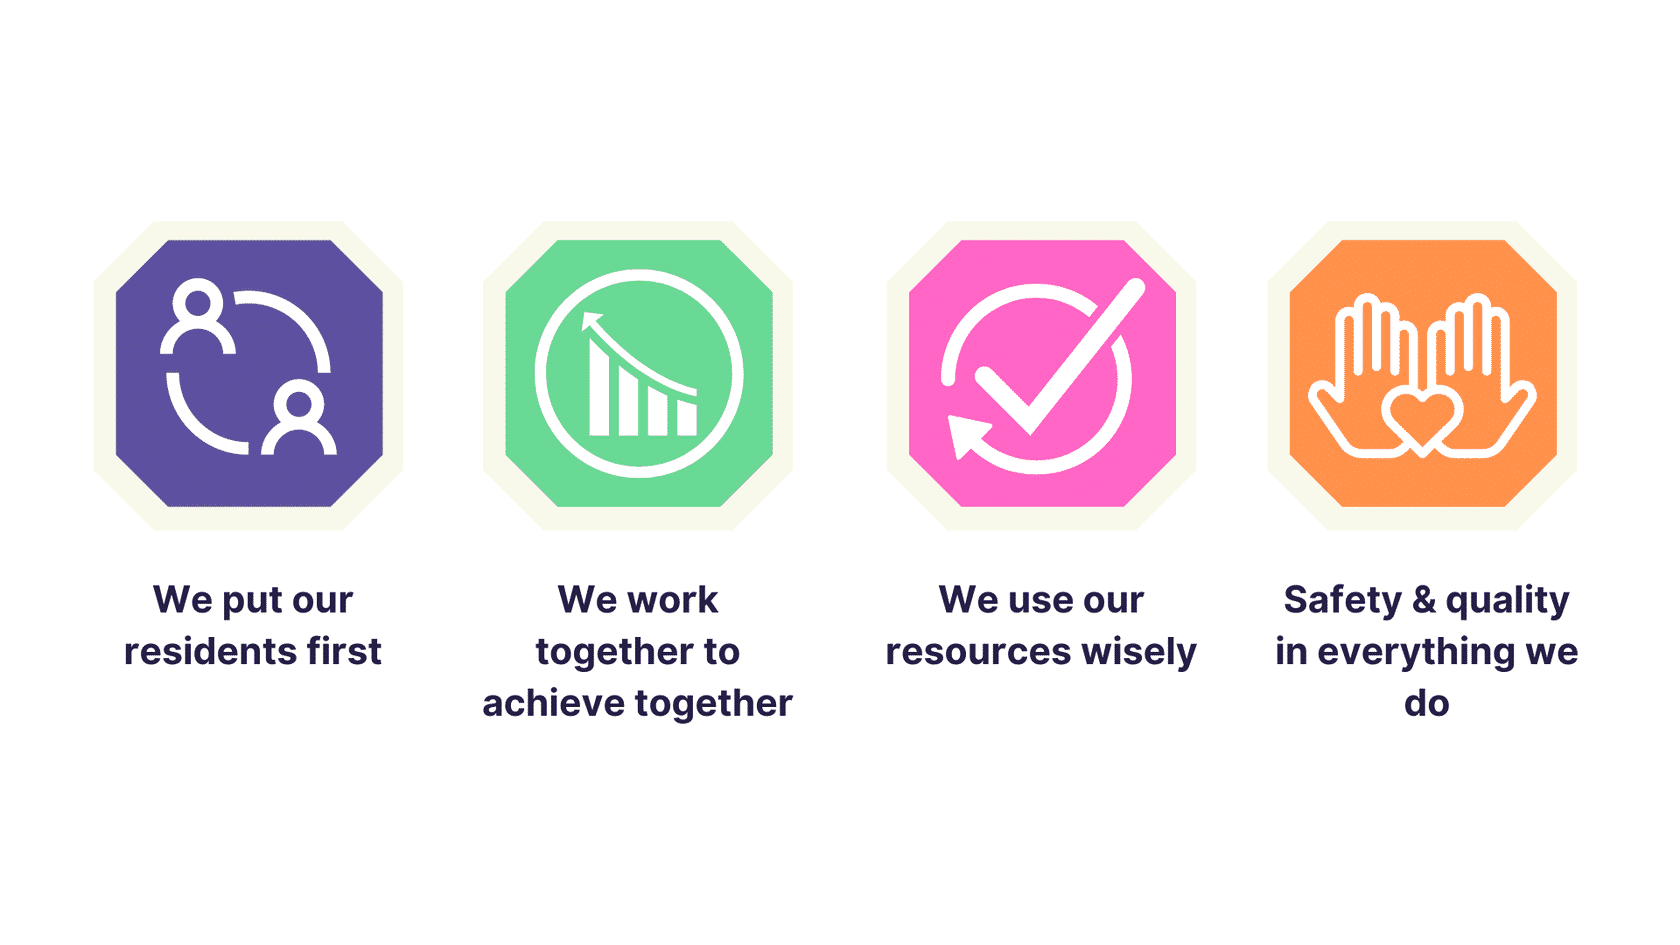 We put our
residents first
We work
together to
achieve together
We use our
resources wisely
Safety & quality
in everything we
do